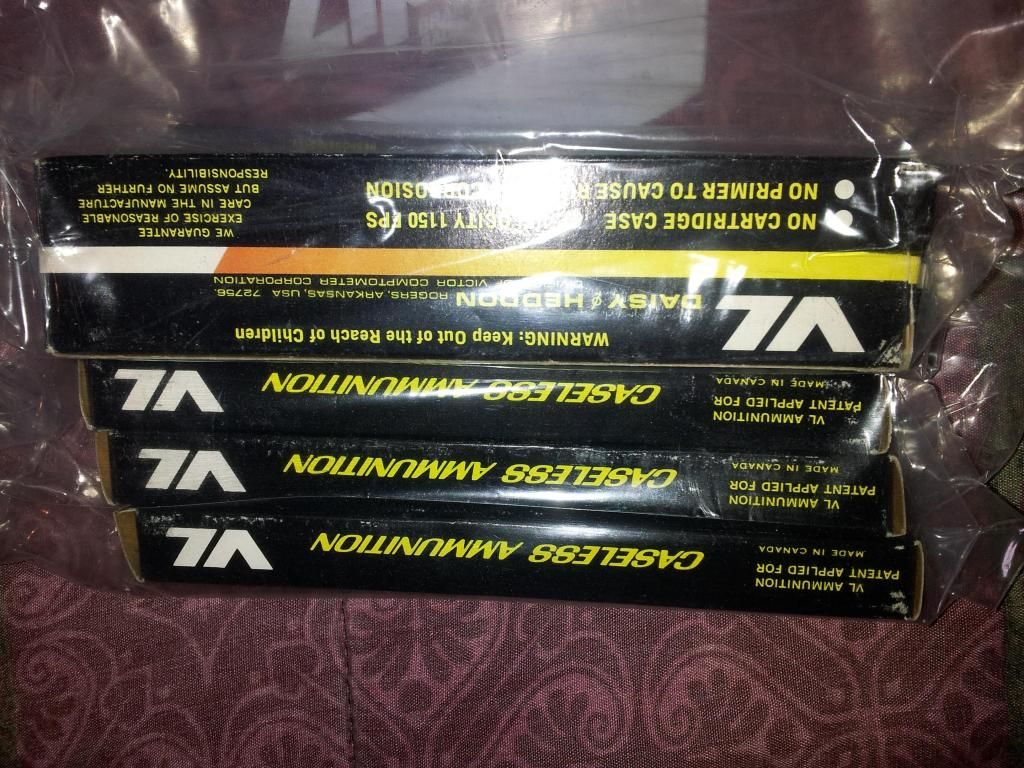 VL
WARNING: Keep Out of the Reach of Children
DAISY HEDDON ROGERS, ARKANSAS, USA 72756.
OF VICTOR COMPTOMETER CORPORATION
NO CARTRIDGE CASE
1150 FPS
NO PRIMER TO CAUSE
WE GUARANTEE
EXERCISE OF REASONABLE
CARE IN THE MANUFACTURE
BUT ASSUME NO FURTHER
RESPONSIBILITY.
VL AMMUNITION
PATENT APPLIED FOR
MADE IN CANADA
CASELESS AMMUNITION
VL
VL AMMUNITION
PATENT APPLIED FOR
MADE IN CANADA
CASELESS AMMUNITION
VL
VL AMMUNITION
PATENT APPLIED FOR
MADE IN CANADA
CASELESS AMMUNITION
VL